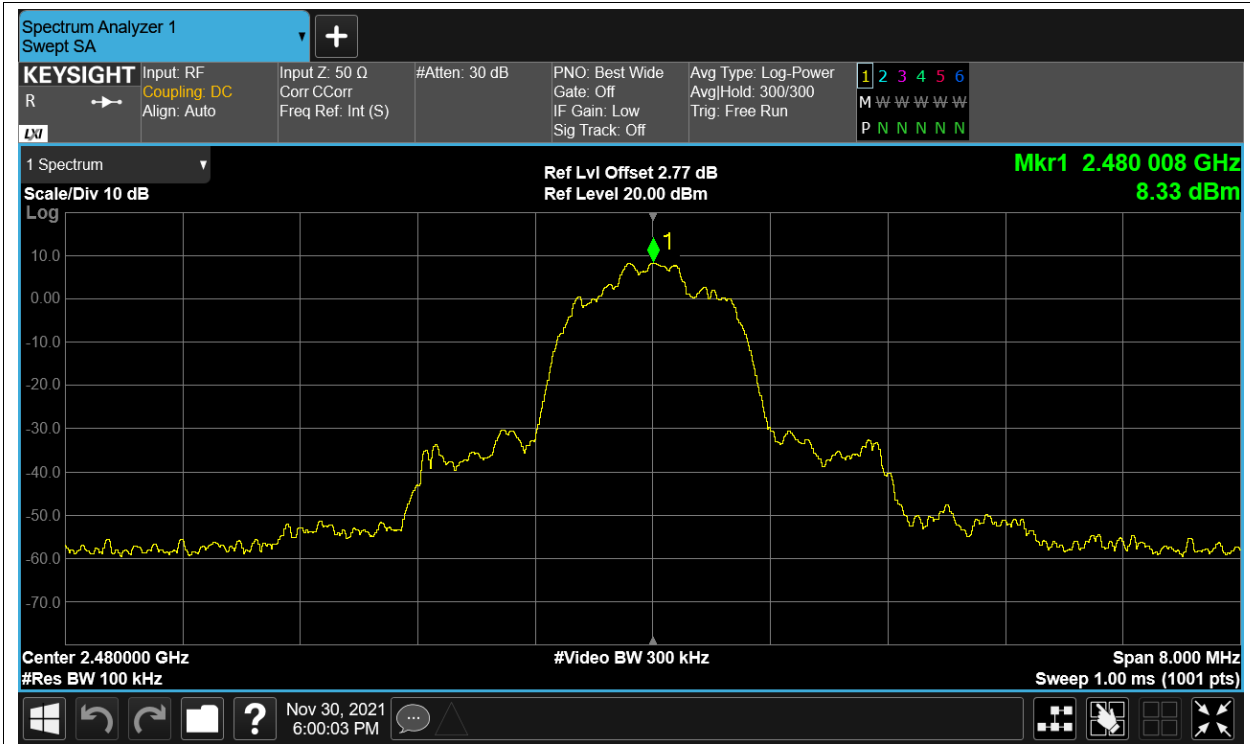 Spectrum Analyzer 1
Swept SA
KEYSIGHT
R
LXI
Input: RF
Coupling: DC
Align: Auto
Input Z: 50 Ω
Corr CCorr
Freq Ref: Int (S)
#Atten: 30 dB
PNO: Best Wide
Gate: Off
IF Gain: Low
Sig Track: Off
Avg Type: Log-Power
Avg|Hold: 300/300
Trig: Free Run
1 2 3 4 5 6
M W W W W W
P N N N N N
1 Spectrum
Scale/Div 10 dB
Log
Ref Lvl Offset 2.77 dB
Ref Level 20.00 dBm
Mkr1 2.480 008 GHz
8.33 dBm
1
10.0
0.00
-10.0
-20.0
-30.0
-40.0
-50.0
-60.0
-70.0
Center 2.480000 GHz
#Video BW 300 kHz
Span 8.000 MHz
#Res BW 100 kHz
Sweep 1.00 ms (1001 pts)
?
Nov 30, 2021
6:00:03 PM